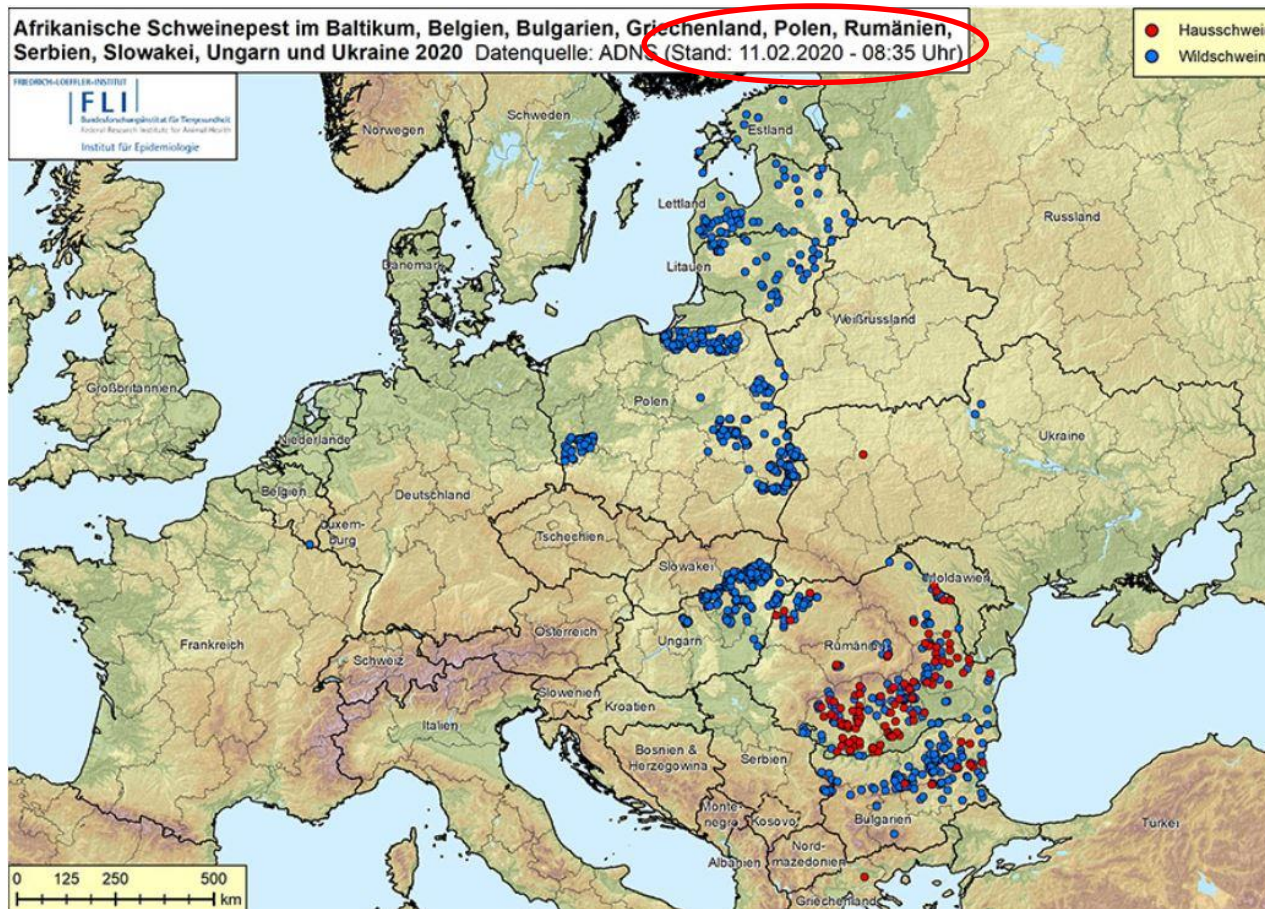 Afrikanische Schweinepest im Baltikum, Belgien, Bulgarien, Griechenland, Polen, Rumänien,
Serbien, Slowakei, Ungarn und Ukraine 2020 Datenquelle: ADNS (Stand: 11.02.2020 - 08:35 Uhr)
Hausschwein
Wildschwein
FRIEDRICH-LOEFFLER-INSTITUT
FLI
Bundesforschungsinstitut für Tiergesundheit
Federal Research Institute for Animal Health
Institut für Epidemiologie
Norwegen
Schweden
Estland
Lettland
Russland
Dänemark
Litauen
Weißrussland
Großbritannien
Polen
Niederlande
Ukraine
Belgien
Deutschland
Luxem-
burg
Tschechien
Slowakei
Moldawien
Frankreich
Österreich
Ungarn
Rumänien
Schweiz
Slowenien
Kroatien
Italien
Bosnien &
Herzegowina
Serbien
Monte-
negro
Kosovo
Bulgarien
Türkei
Albanien
Nord-
mazedonien
Griechenland
0 125 250 500
km